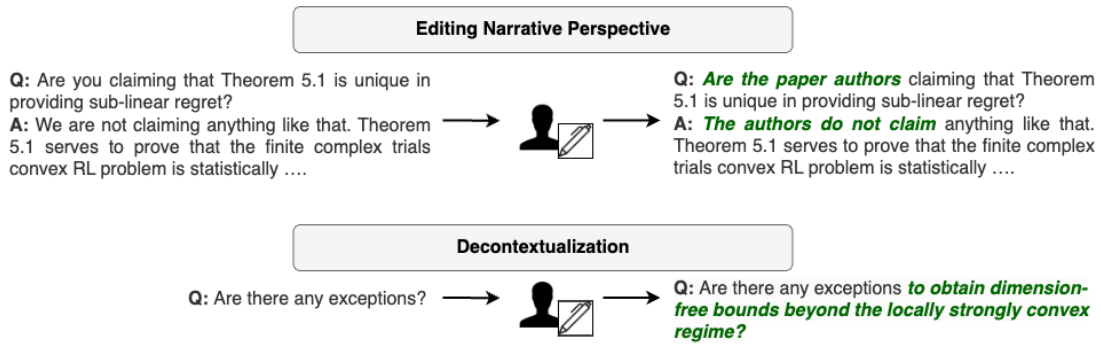 Editing Narrative Perspective
Q: Are you claiming that Theorem 5.1 is unique in
providing sub-linear regret?
A: We are not claiming anything like that. Theorem
5.1 serves to prove that the finite complex trials
convex RL problem is statistically ….
Q: Are the paper authors claiming that Theorem
5.1 is unique in providing sub-linear regret?
A: The authors do not claim anything like that.
Theorem 5.1 serves to prove that the finite complex
trials convex RL problem is statistically ….
Decontextualization
Q: Are there any exceptions?
Q: Are there any exceptions to obtain dimension-
free bounds beyond the locally strongly convex
regime?